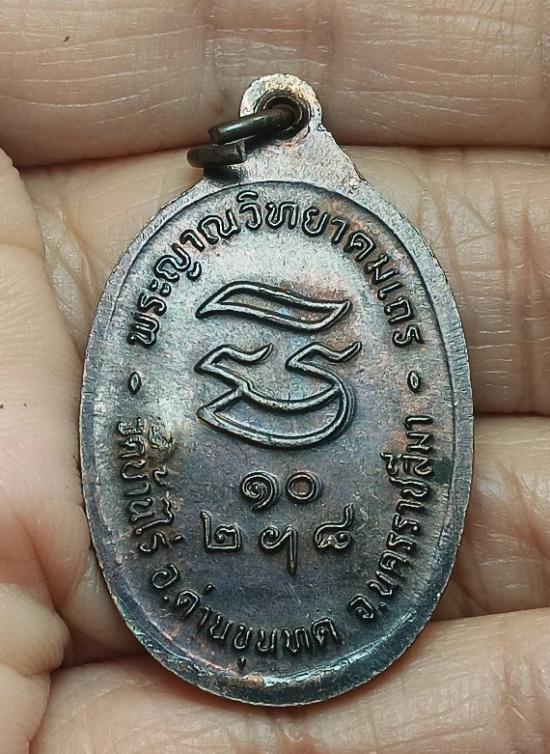 พระญาณวิทยาคมเถร
๑๐
๒ ฯ ๘
วัดบ้านไร่ อ.ด่านขุนทด จ.นครราชสีมา